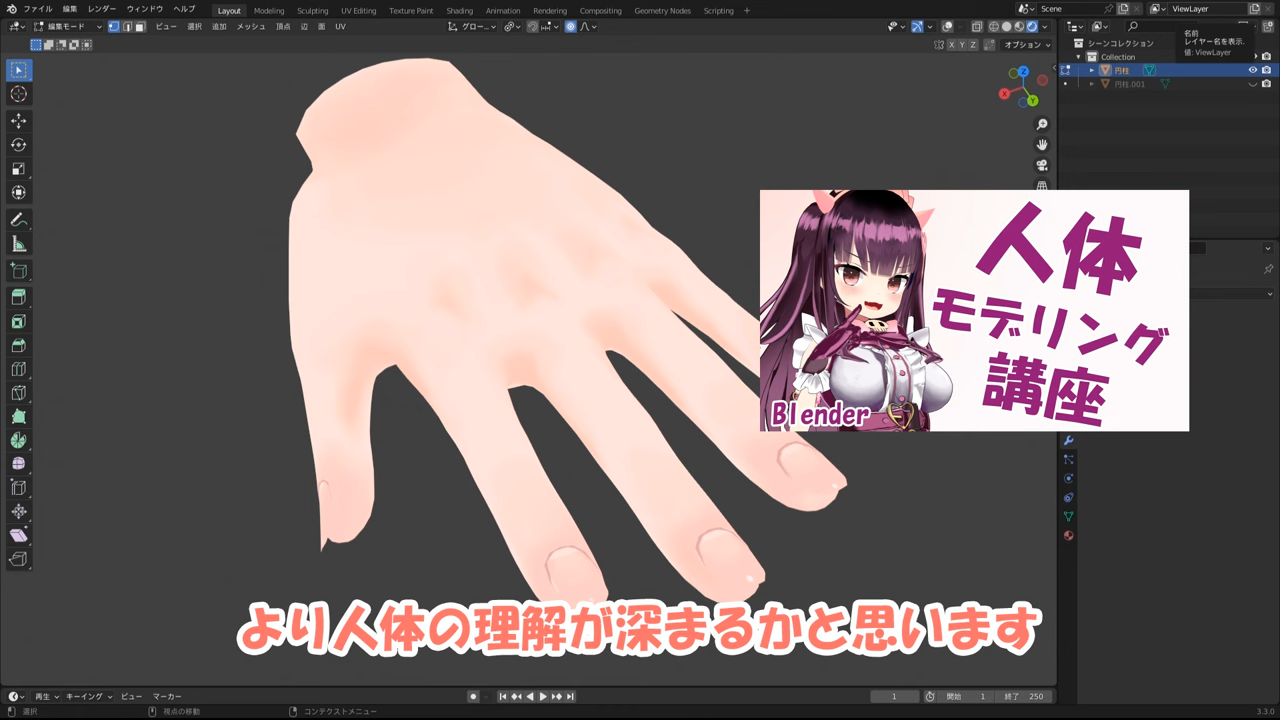 ファイル 編集 レンダー ウィンドウ ヘルプ Layout Modeling Sculpting UV Editing Texture Paint Shading Animation Rendering Compositing Geometry Nodes Scripting + Scene ViewLayer
編集モード ビュー 選択 追加 メッシュ 頂点 辺 面 UV グロー...
X Y Z オプション
名前
レイヤー名を表示.
値: ViewLayer
シーンコレクション
Collection
円柱
円柱.001
Z
X
Y
人体
モデリング
講座
Blender
より人体の理解が深まるかと思います
再生 キーイング ビュー マーカー 1 開始 1 終了 250
選択 視点の移動 コンテクストメニュー 3.3.0